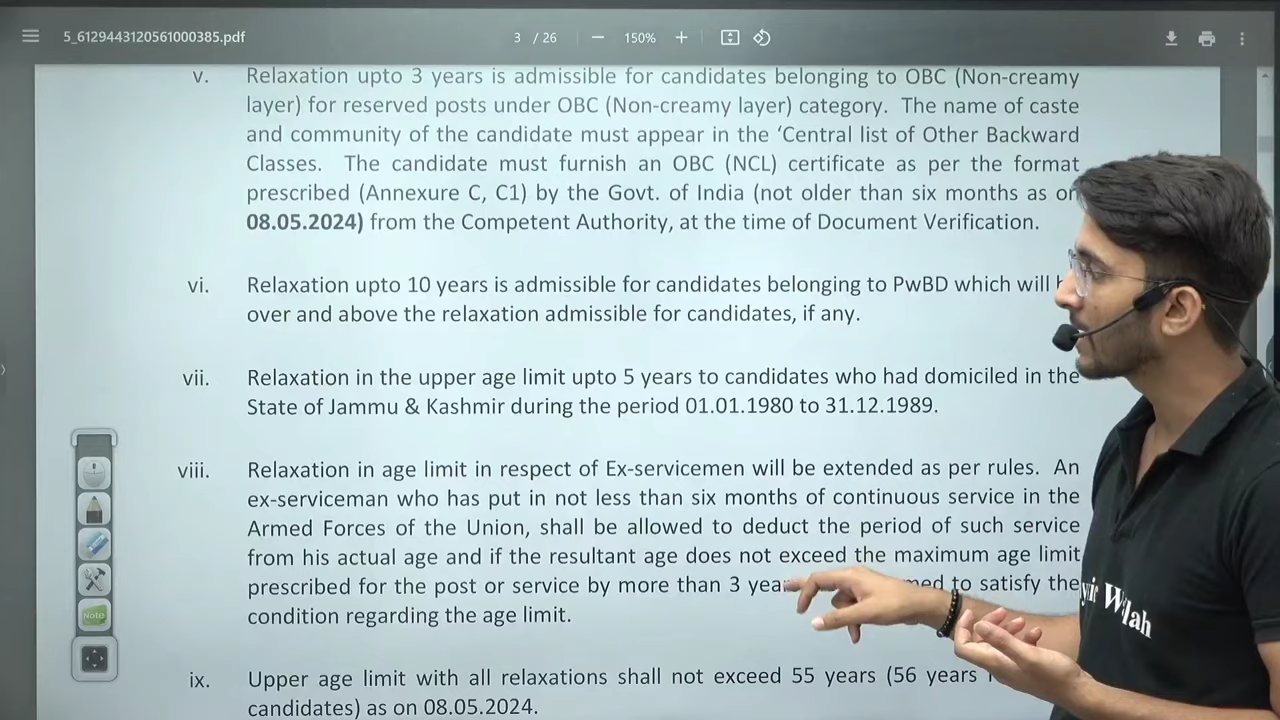 5_6129443120561000385.pdf
3 / 26
150%
v. Relaxation upto 3 years is admissible for candidates belonging to OBC (Non-creamy
layer) for reserved posts under OBC (Non-creamy layer) category. The name of caste
and community of the candidate must appear in the ‘Central list of Other Backward
Classes. The candidate must furnish an OBC (NCL) certificate as per the format
prescribed (Annexure C, C1) by the Govt. of India (not older than six months as on
08.05.2024) from the Competent Authority, at the time of Document Verification.
vi. Relaxation upto 10 years is admissible for candidates belonging to PwBD which will
over and above the relaxation admissible for candidates, if any.
vii. Relaxation in the upper age limit upto 5 years to candidates who had domiciled in the
State of Jammu & Kashmir during the period 01.01.1980 to 31.12.1989.
viii. Relaxation in age limit in respect of Ex-servicemen will be extended as per rules. An
ex-serviceman who has put in not less than six months of continuous service in the
Armed Forces of the Union, shall be allowed to deduct the period of such service
from his actual age and if the resultant age does not exceed the maximum age limit
prescribed for the post or service by more than 3 to satisfy the
condition regarding the age limit.
ix. Upper age limit with all relaxations shall not exceed 55 years (56 years
candidates) as on 08.05.2024.
Note